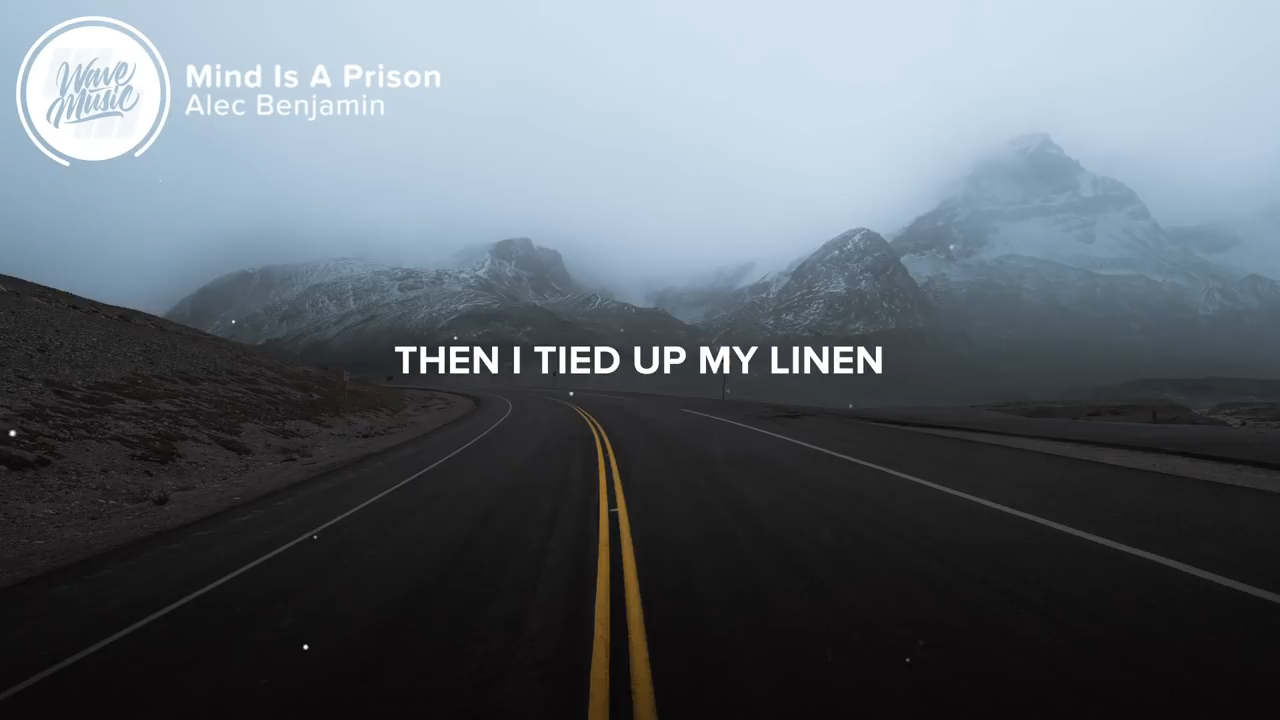 Wave
Music
Mind Is A Prison
Alec Benjamin
THEN I TIED UP MY LINEN